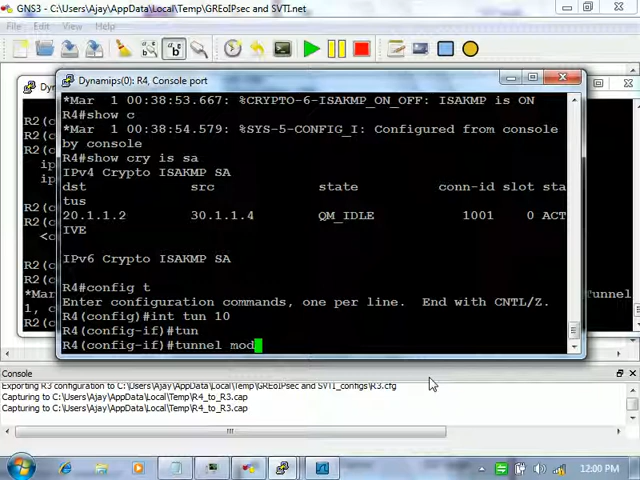 GNS3 - C:\Users\Ajay\AppData\Local\Temp\GREoIPsec and SVTI.net
File Edit View
Dynamips(0): R4, Console port
*Mar  1 00:38:53.667: %CRYPTO-6-ISAKMP_ON_OFF: ISAKMP is ON
R4#show c
*Mar  1 00:38:54.579: %SYS-5-CONFIG_I: Configured from console
by console
R4#show cry is sa
IPv4 Crypto ISAKMP SA
dst src state conn-id slot sta
tus
20.1.1.2 30.1.1.4 QM_IDLE 1001 0 ACT
IVE
IPv6 Crypto ISAKMP SA
R4#config t
Enter configuration commands, one per line.  End with CNTL/Z.
R4(config)#int tun 10
R4(config-if)#tun
R4(config-if)#tunnel mod
Console
Exporting R3 configuration to C:\Users\Ajay\AppData\Local\Temp\GREoIPsec and SVTI_configs\R3.cfg
Capturing to C:\Users\Ajay\AppData\Local\Temp\R4_to_R3.cap
Capturing to C:\Users\Ajay\AppData\Local\Temp\R4_to_R3.cap
12:00 PM